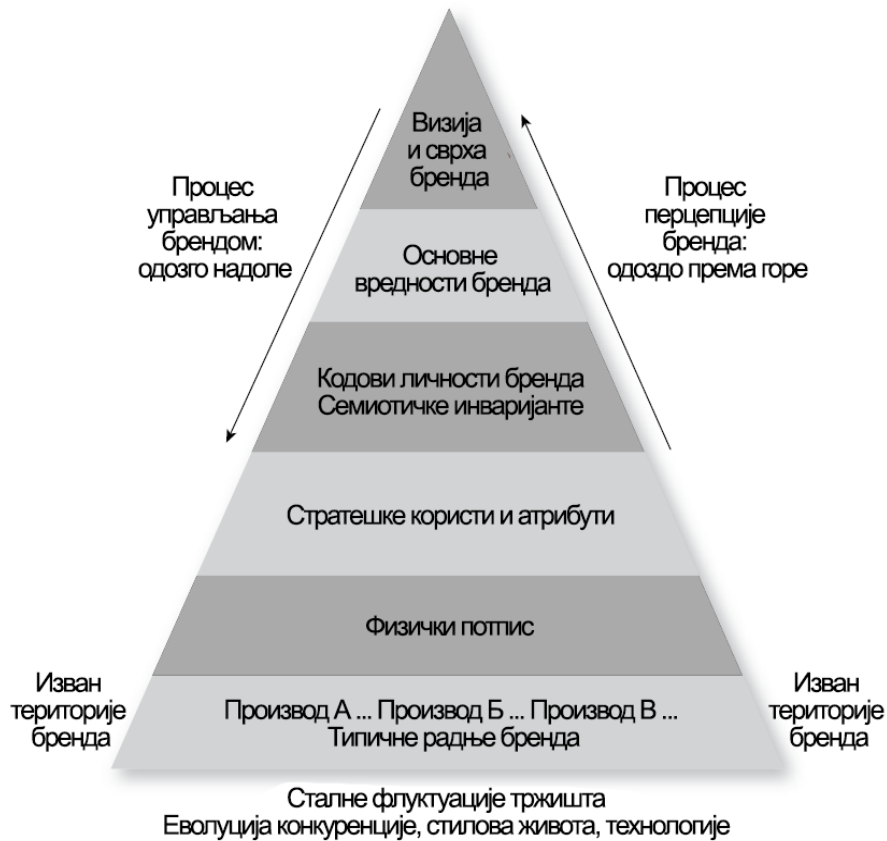 Визија
и сврха
бренда
Процес
управљања
брендом:
одозго надоле
Процес
перцепције
бренда:
одоздо према горе
Основне
вредности бренда
Кодови личности бренда
Семиотичке инваријанте
Стратешке користи и атрибути
Физички потпис
Изван
територије
бренда
Производ А ... Производ Б ... Производ В ...
Типичне радње бренда
Изван
територије
бренда
Сталне флуктуације тржишта
Еволуција конкуренције, стилова живота, технологије